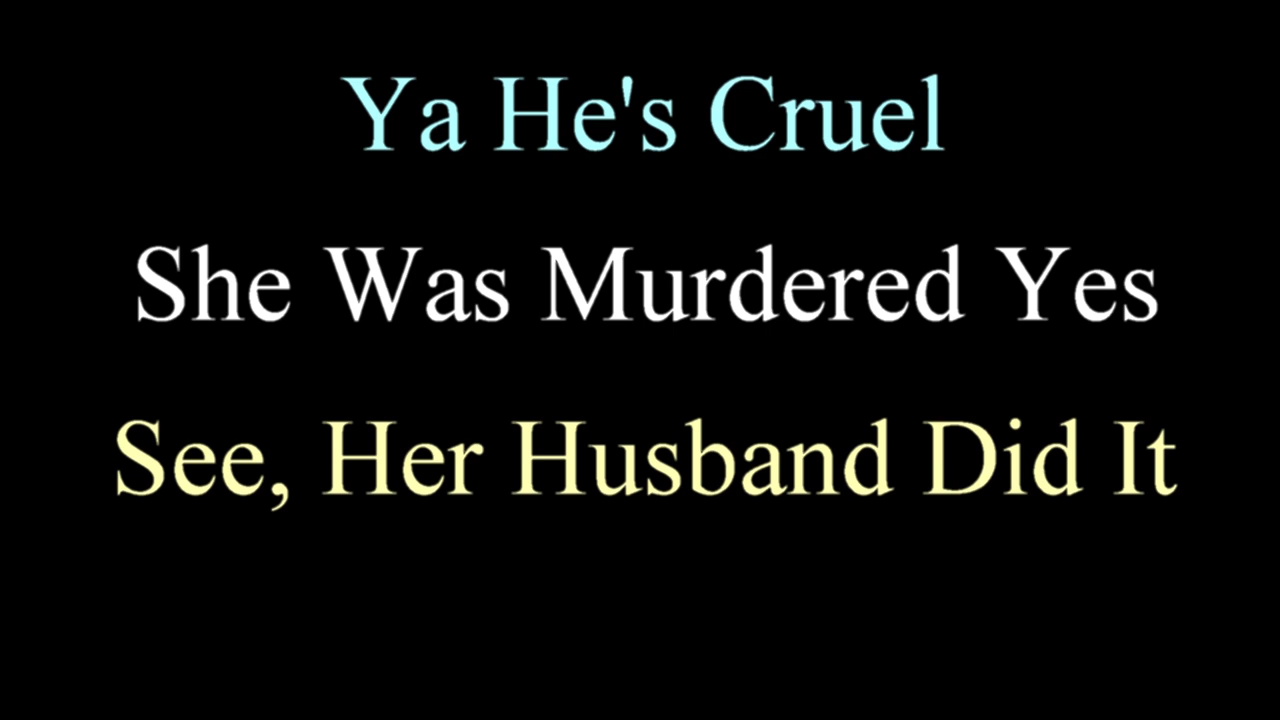 Ya He's Cruel
She Was Murdered Yes
See, Her Husband Did It